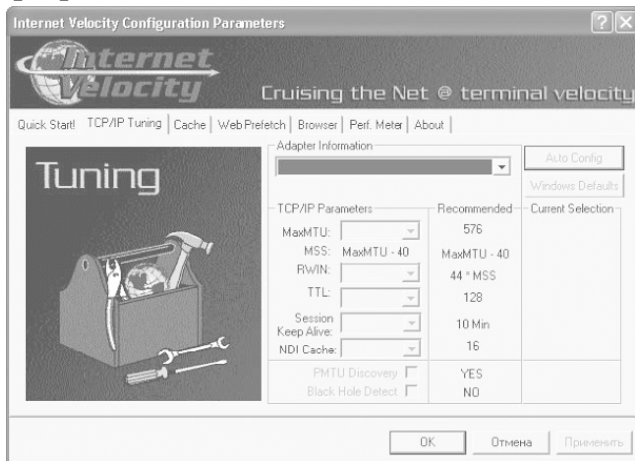 Internet Velocity Configuration Parameters
Internet
Velocity
Cruising the Net @ terminal velocity
Quick Start! TCP/IP Tuning Cache Web Prefetch Browser Perf. Meter About
Tuning
Adapter Information
Auto Config
Windows Defaults
TCP/IP Parameters Recommended Current Selection
MaxMTU: 576
MSS: MaxMTU - 40 MaxMTU - 40
RWIN: 44 * MSS
TTL: 128
Session
Keep Alive: 10 Min
NDI Cache: 16
PMTU Discovery YES
Black Hole Detect NO
OK Отмена Применить